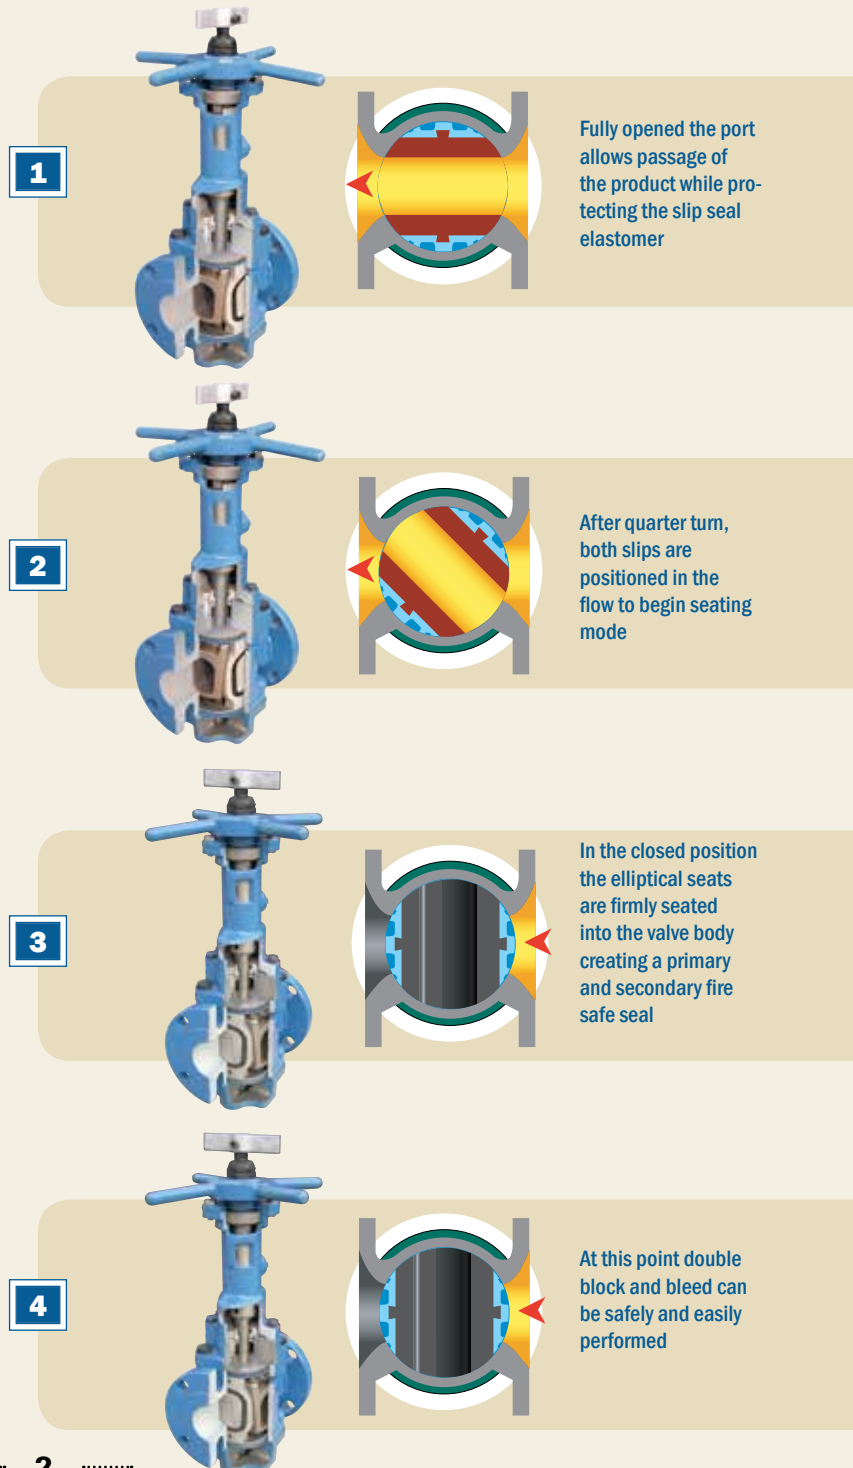 1
Fully opened the port
allows passage of
the product while pro-
tecting the slip seal
elastomer
2
After quarter turn,
both slips are
positioned in the
flow to begin seating
mode
3
In the closed position
the elliptical seats
are firmly seated
into the valve body
creating a primary
and secondary fire
safe seal
4
At this point double
block and bleed can
be safely and easily
performed
2